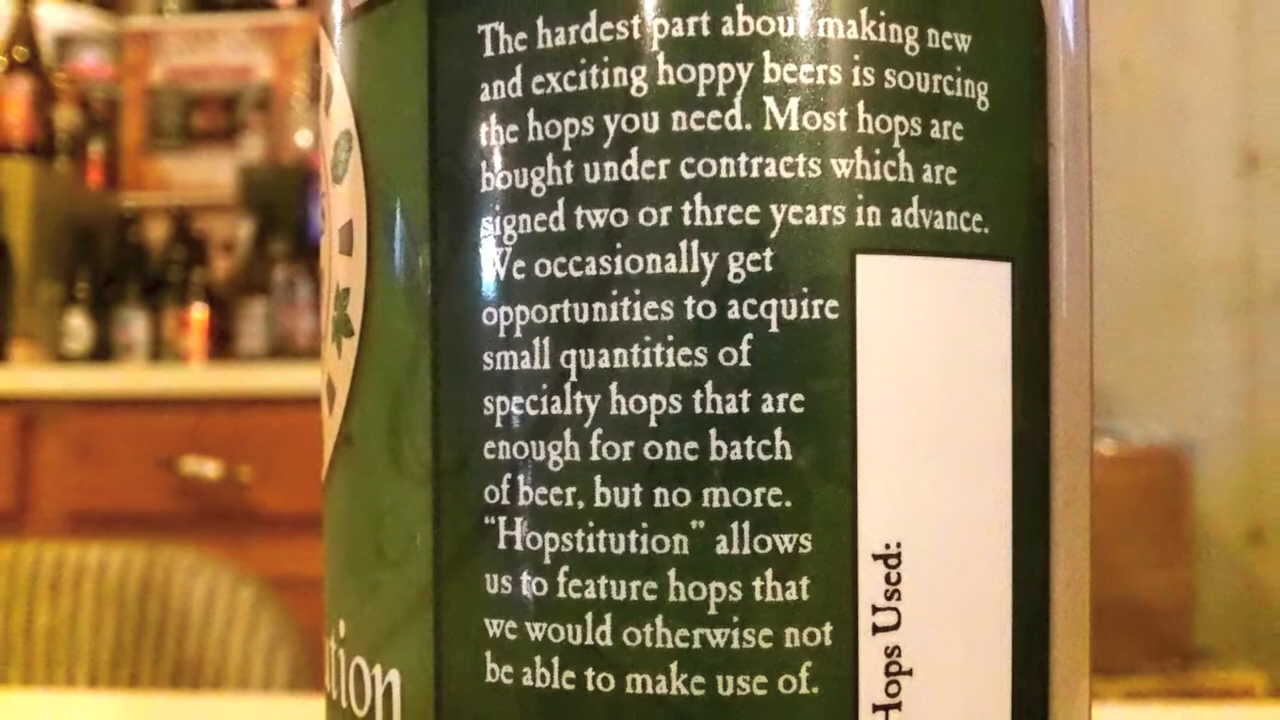 The hardest part about making new
and exciting hoppy beers is sourcing
the hops you need. Most hops are
bought under contracts which are
signed two or three years in advance.
We occasionally get
opportunities to acquire
small quantities of
specialty hops that are
enough for one batch
of beer, but no more.
"Hopstitution" allows
us to feature hops that
we would otherwise not
be able to make use of.
Hops Used:
tion